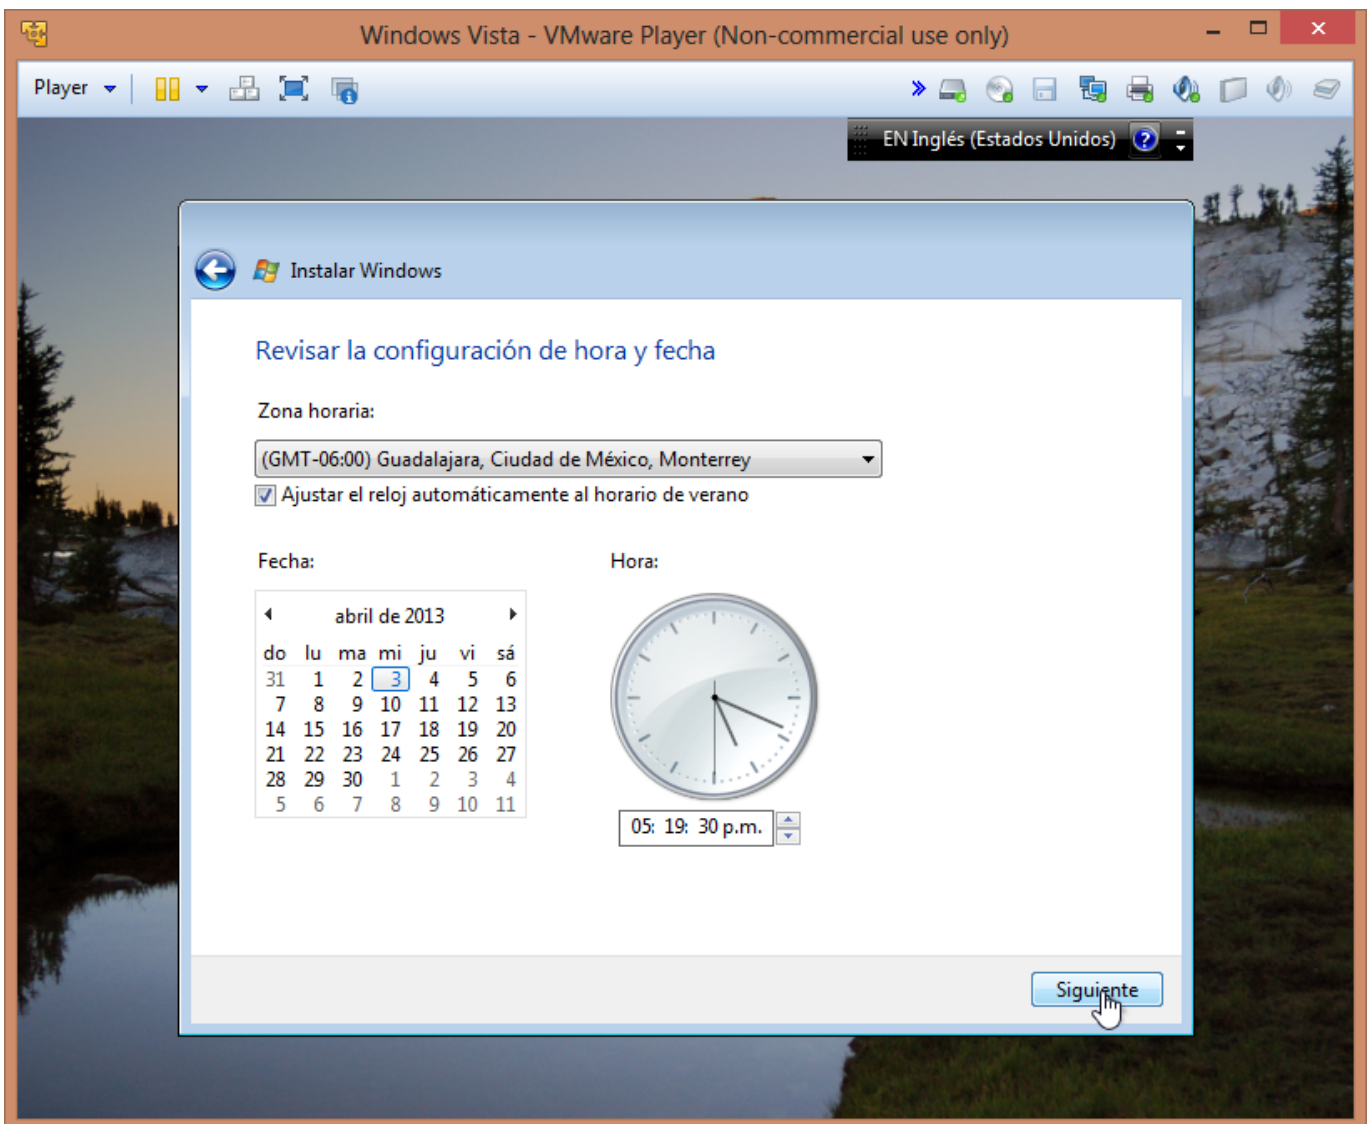 Windows Vista - VMware Player (Non-commercial use only)
Player
EN Inglés (Estados Unidos)
Instalar Windows
Revisar la configuración de hora y fecha
Zona horaria:
(GMT-06:00) Guadalajara, Ciudad de México, Monterrey
Ajustar el reloj automáticamente al horario de verano
Fecha: Hora:
abril de 2013
do lu ma mi ju vi sá
31 1 2 3 4 5 6
7 8 9 10 11 12 13
14 15 16 17 18 19 20
21 22 23 24 25 26 27
28 29 30 1 2 3 4
5 6 7 8 9 10 11
05: 19: 30 p.m.
Siguiente